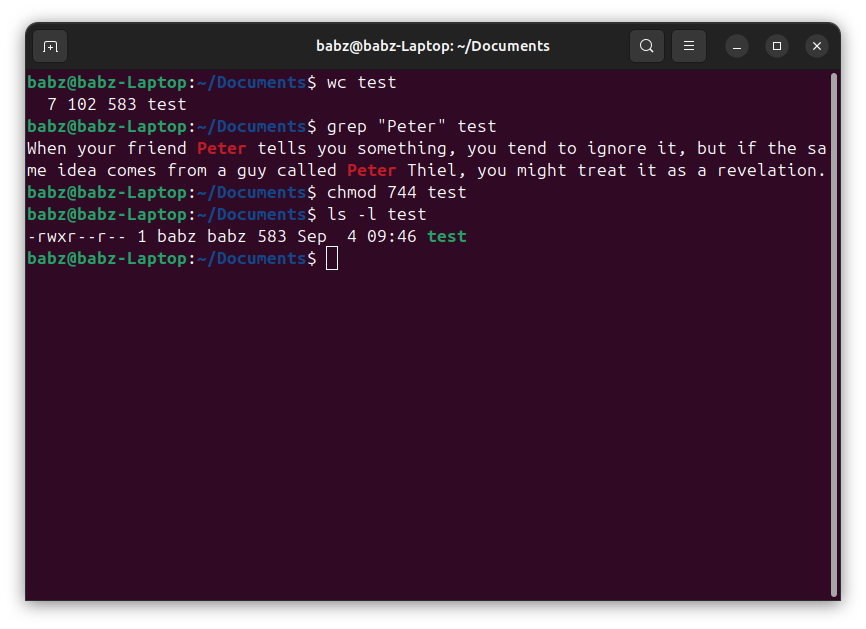 babz@babz-Laptop: ~/Documents
babz@babz-Laptop:~/Documents$ wc test
  7 102 583 test
babz@babz-Laptop:~/Documents$ grep "Peter" test
When your friend Peter tells you something, you tend to ignore it, but if the sa
me idea comes from a guy called Peter Thiel, you might treat it as a revelation.
babz@babz-Laptop:~/Documents$ chmod 744 test
babz@babz-Laptop:~/Documents$ ls -l test
-rwxr--r-- 1 babz babz 583 Sep  4 09:46 test
babz@babz-Laptop:~/Documents$